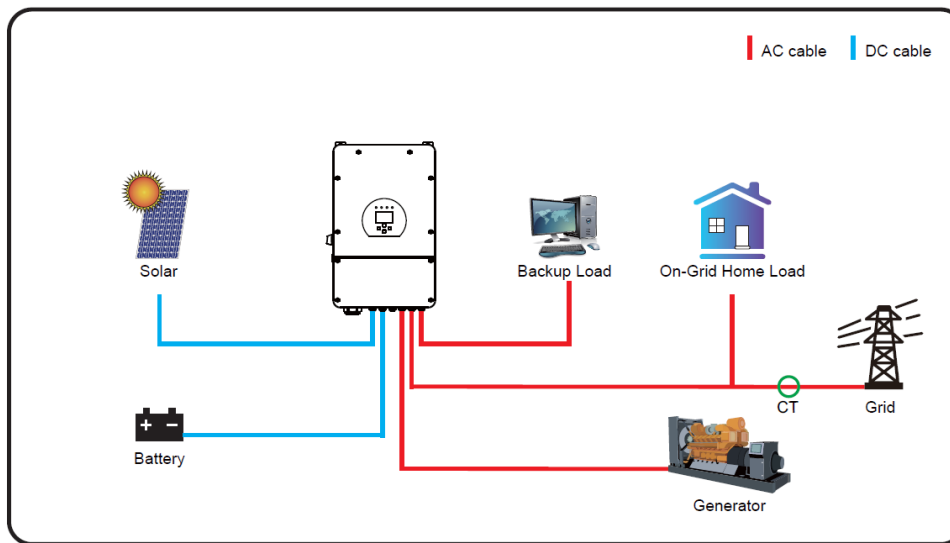 AC cable
DC cable
Solar
Backup Load
On-Grid Home Load
CT
Grid
Battery
Generator